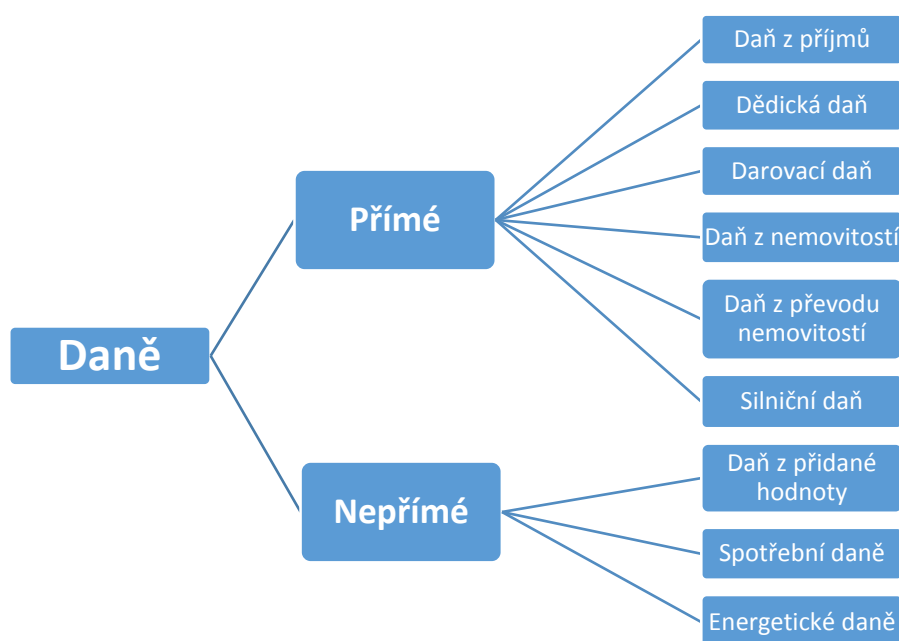 Daně
Přímé
Daň z příjmů
Dědická daň
Darovací daň
Daň z nemovitostí
Daň z převodu
nemovitostí
Silniční daň
Nepřímé
Daň z přidané
hodnoty
Spotřební daně
Energetické daně